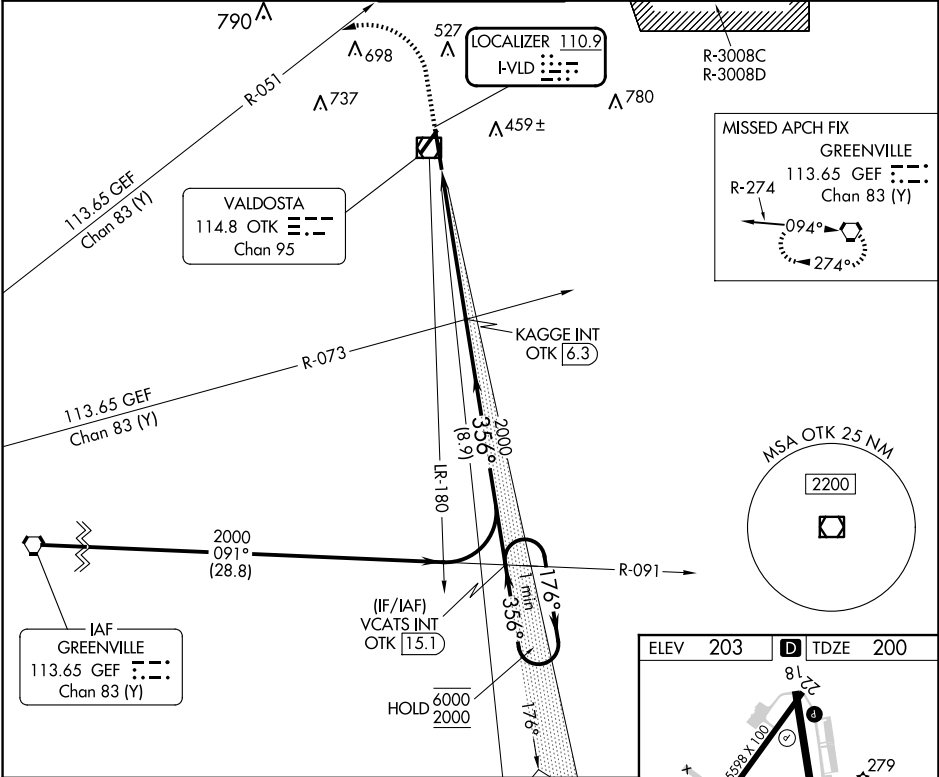 790
698
527
LOCALIZER 110.9
I-VLD
R-3008C
R-3008D
R-051
737
459 ±
780
MISSED APCH FIX
GREENVILLE
113.65 GEF
Chan 83 (Y)
R-274
094°
274°
113.65 GEF
Chan 83 (Y)
VALDOSTA
114.8 OTK
Chan 95
KAGGE INT
OTK 6.3
R-073
113.65 GEF
Chan 83 (Y)
2000
356°
(8.9)
LR-180
MSA OTK 25 NM
2200
2000
091°
(28.8)
R-091
176°
1 min
356°
(IF/IAF)
VCATS INT
OTK 15.1
IAF
GREENVILLE
113.65 GEF
Chan 83 (Y)
HOLD 6000
2000
176°
ELEV 203 D TDZE 200
18
22
5598 X 100
P
279